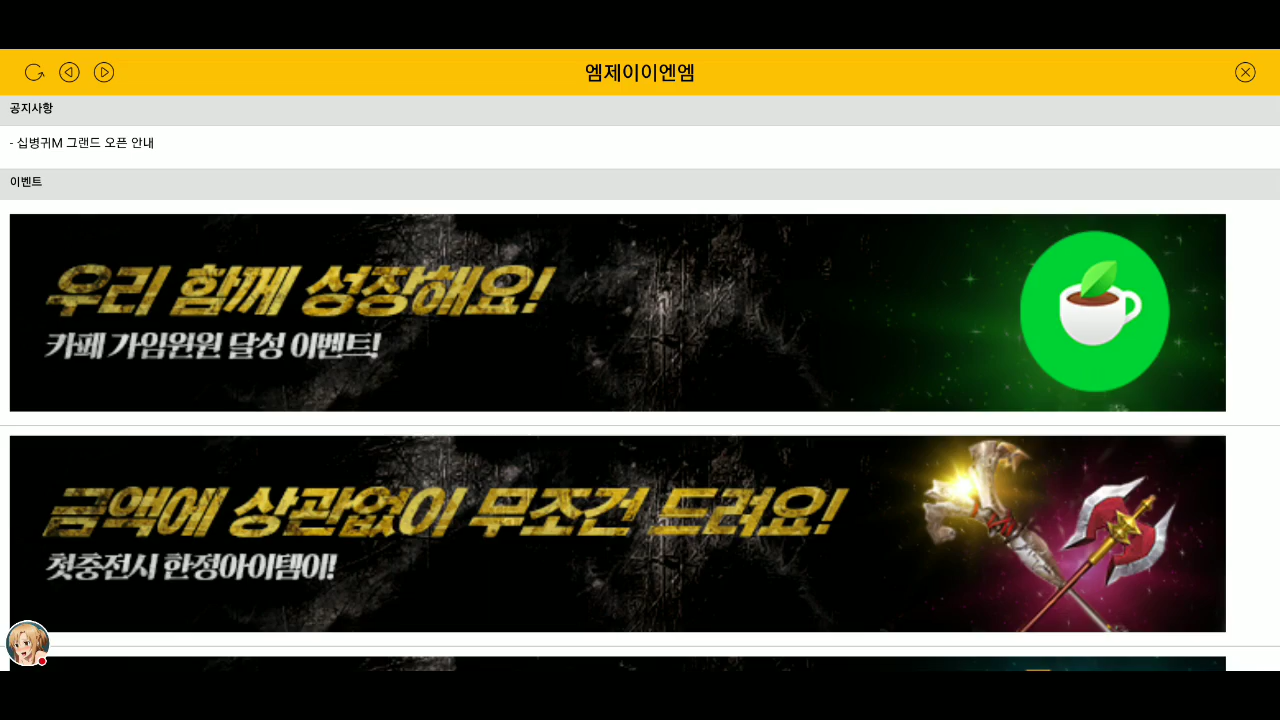 엠제이이엔엠
공지사항
- 십병귀M 그랜드 오픈 안내
이벤트
우리 함께 성장해요!
카페 가임원원 달성 이벤트!
금액에 상관없이 무조건 드려요!
첫충전시 한정아이템이!